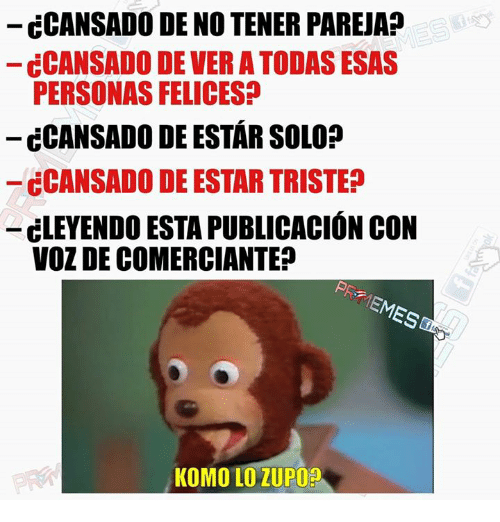 – ¿CANSADO DE NO TENER PAREJA?
– ¿CANSADO DE VER A TODAS ESAS
PERSONAS FELICES?
– ¿CANSADO DE ESTÁR SOLO?
– ¿CANSADO DE ESTAR TRISTE?
– ¿LEYENDO ESTA PUBLICACIÓN CON
VOZ DE COMERCIANTE?
PREMEMES
KOMO LO ZUPO?